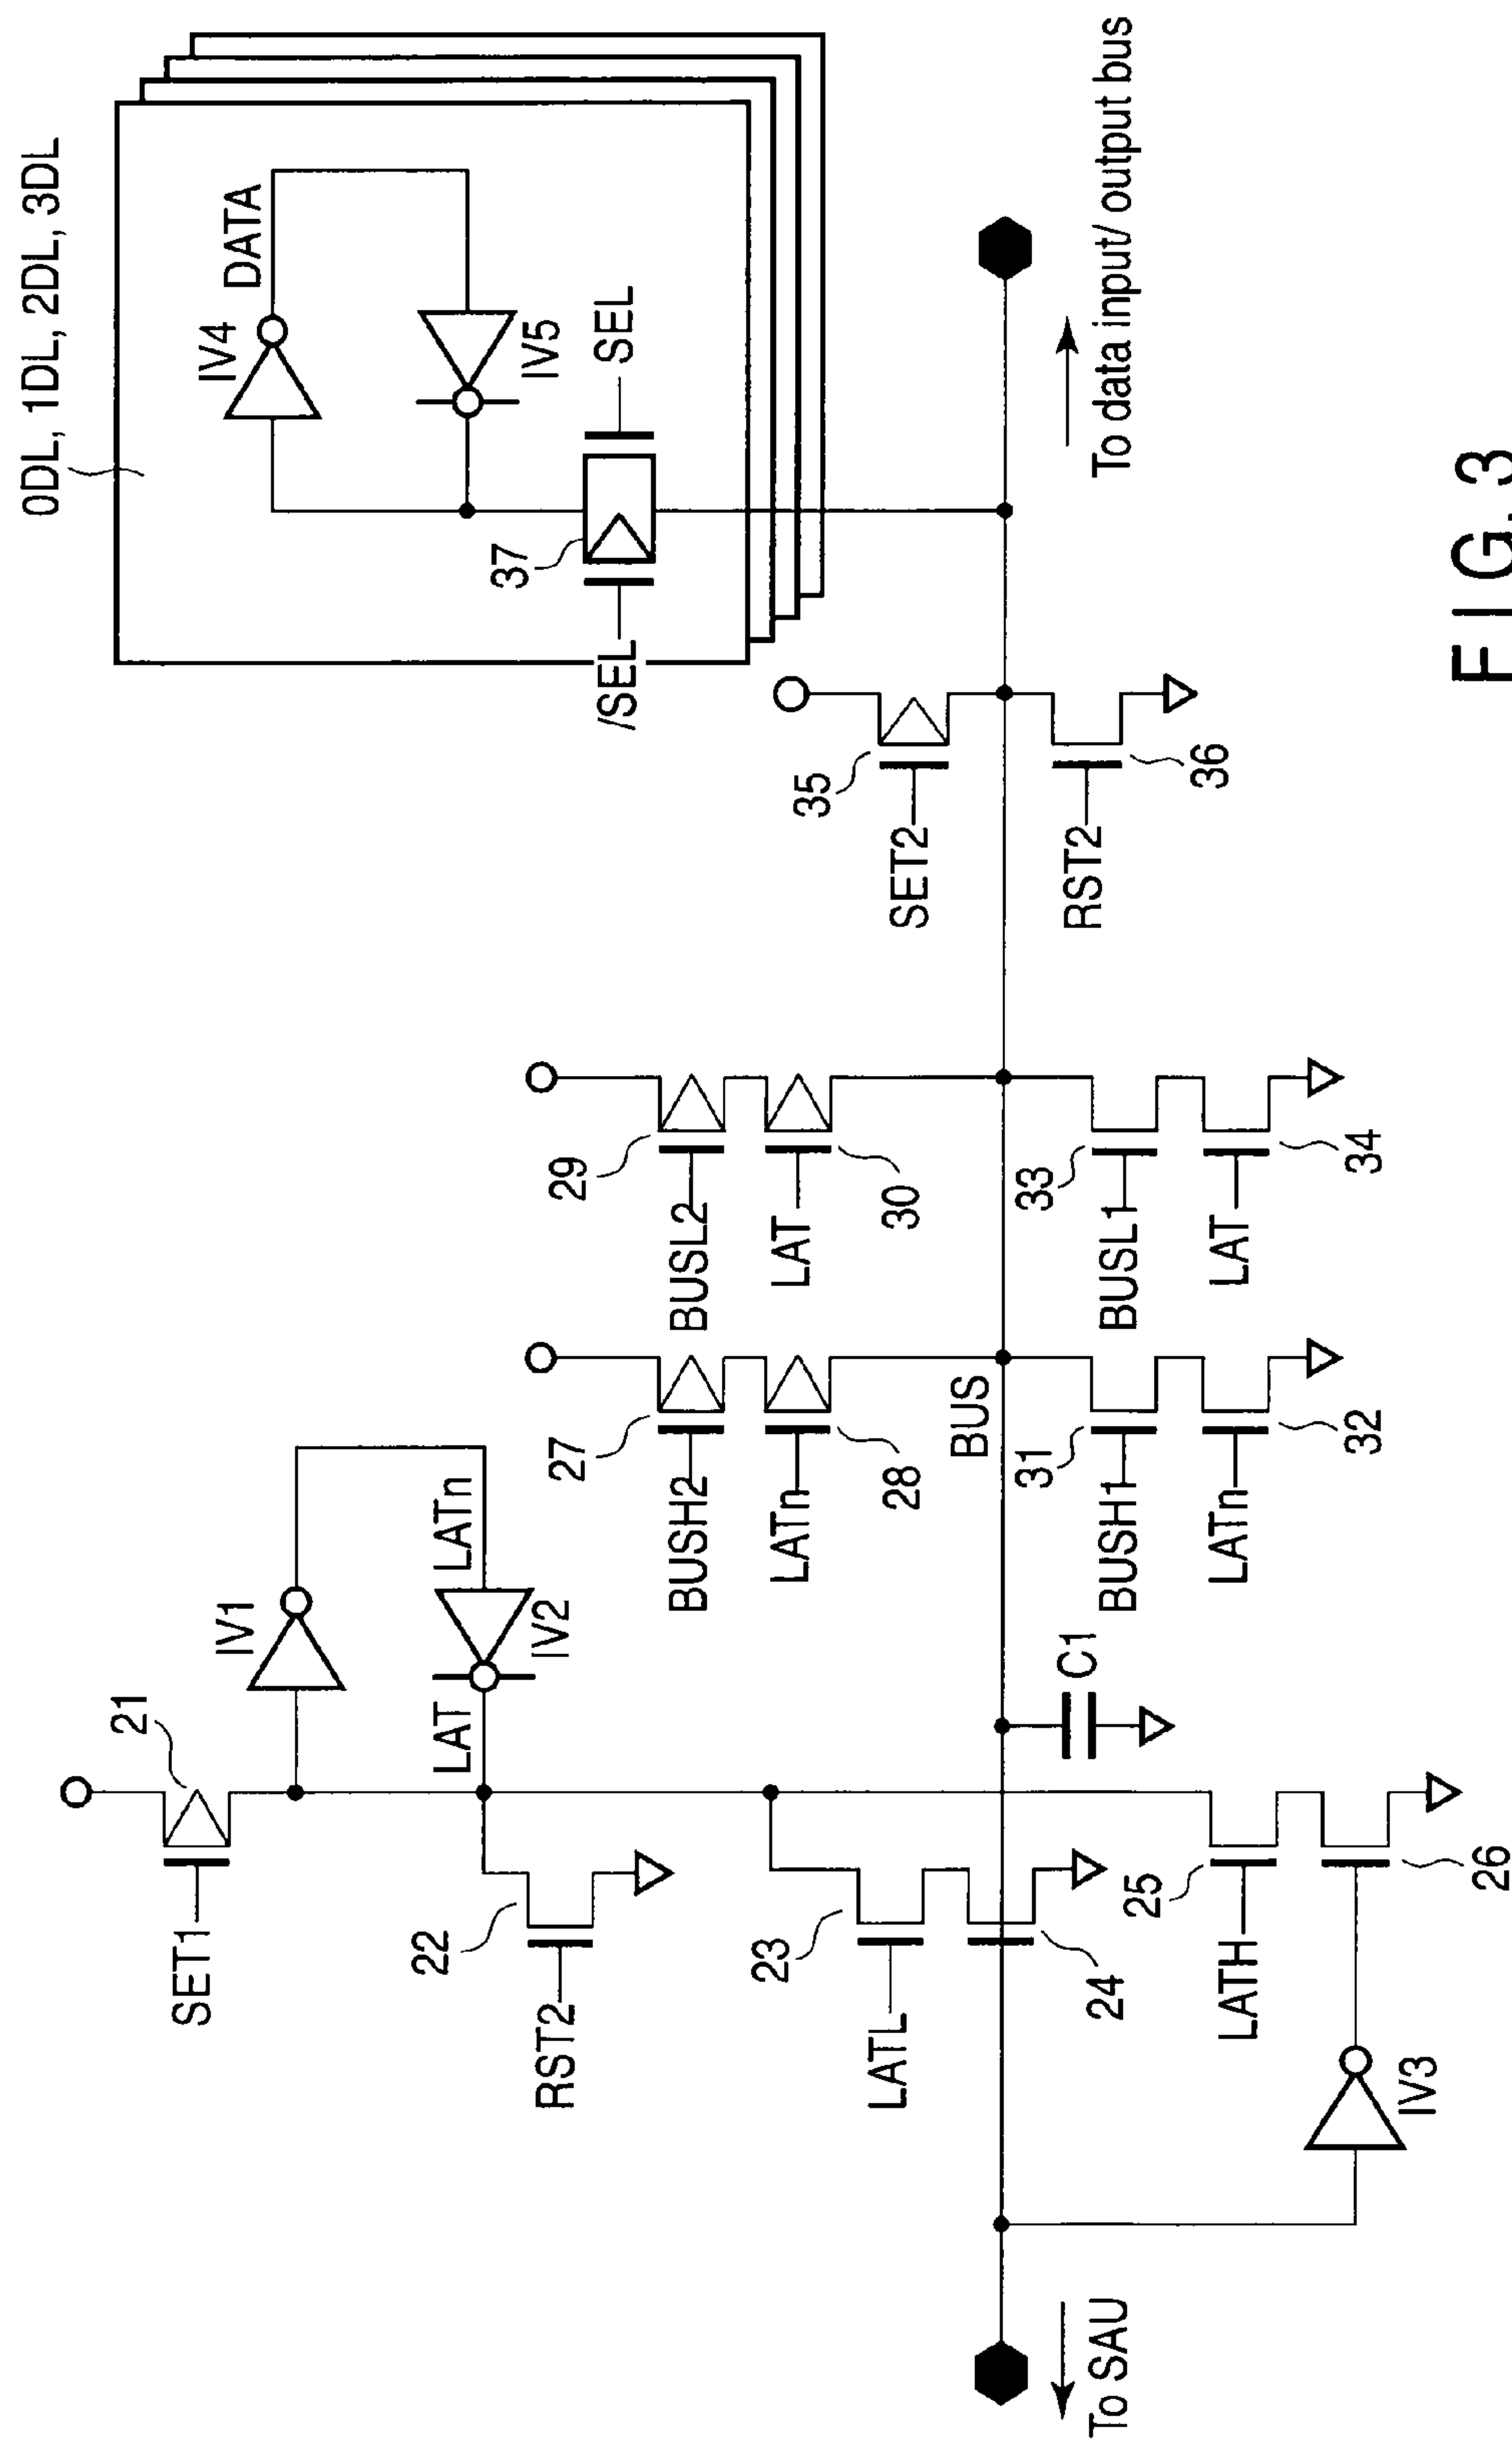 0DL, 1DL, 2DL, 3DL
IV4
DATA
IV5
37
SEL
/SEL
21
SET1
IV1
LATn
LAT
IV2
22
RST2
23
LATL
24
25
LATH
26
IV3
C1
BUS
27
BUSH2
LATn
28
29
BUSL2
LAT
30
31
BUSH1
LATn
32
33
BUSL1
LAT
34
35
SET2
RST2
36
To SAU
To data input/ output bus
FIG. 3